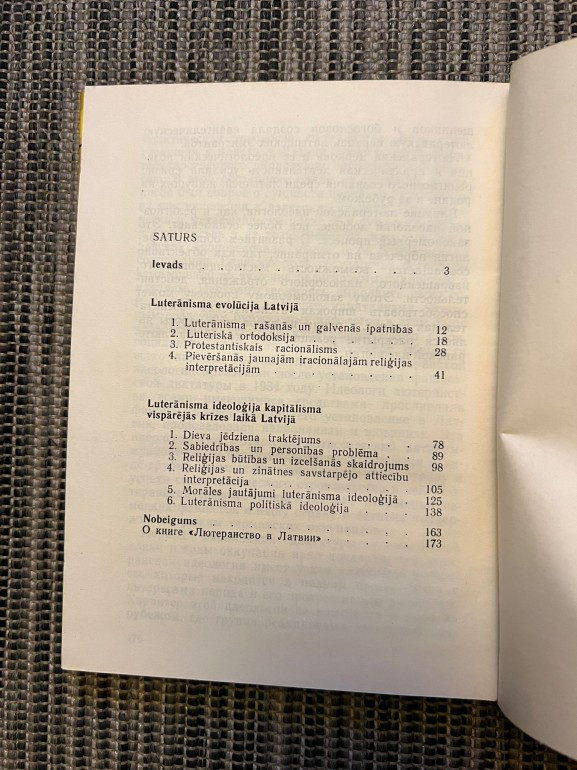 SATURS
Ievads . . . . . . . . . . . 3
Luterānisma evolūcija Latvijā
1. Luterānisma rašanās un galvenās īpatnības 12
2. Luteriskā ortodoksija . . . . . 18
3. Protestantiskais racionālisms . . . . 28
4. Pievēršanās jaunajām iracionālajām reliģijas
interpretācijām . . . . . . . 41
Luterānisma ideoloģija kapitālisma
vispārējās krīzes laikā Latvijā
1. Dieva jēdziena traktējums . . . . . 78
2. Sabiedrības un personības problēma . . 89
3. Reliģijas būtības un izcelšanās skaidrojums 98
4. Reliģijas un zinātnes savstarpējo attiecību
interpretācija . . . . . . . . 105
5. Morāles jautājumi luterānisma ideoloģijā . 125
6. Luterānisma politiskā ideoloģija . . . 138
Nobeigums . . . . . . . . . . 163
О книге «Лютеранство в Латвии» . . . . 173